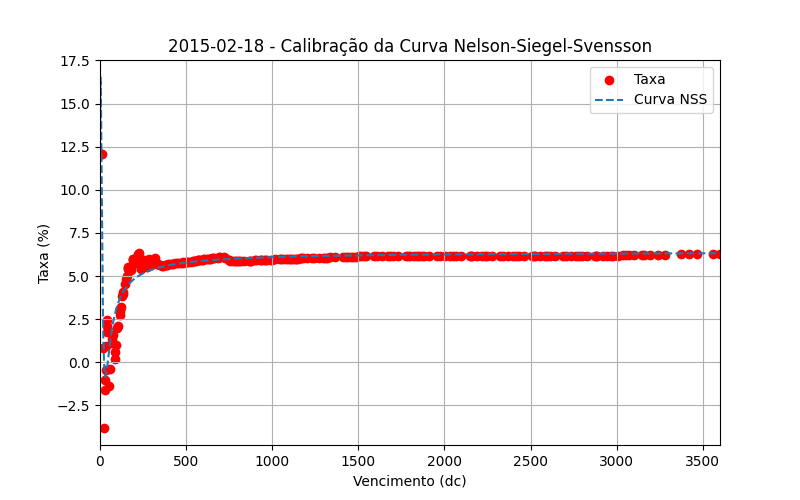 2015-02-18 - Calibração da Curva Nelson-Siegel-Svensson
17.5
15.0
12.5
10.0
7.5
5.0
2.5
0.0
−2.5
Taxa (%)
Taxa
Curva NSS
0 500 1000 1500 2000 2500 3000 3500
Vencimento (dc)